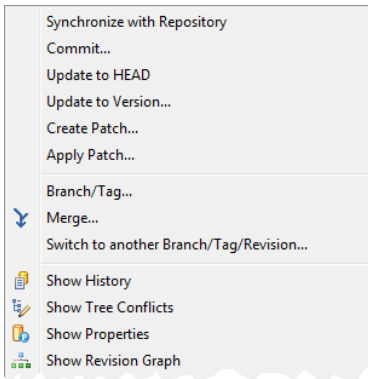 Synchronize with Repository
Commit...
Update to HEAD
Update to Version...
Create Patch...
Apply Patch...
Branch/Tag...
Merge...
Switch to another Branch/Tag/Revision...
Show History
Show Tree Conflicts
Show Properties
Show Revision Graph